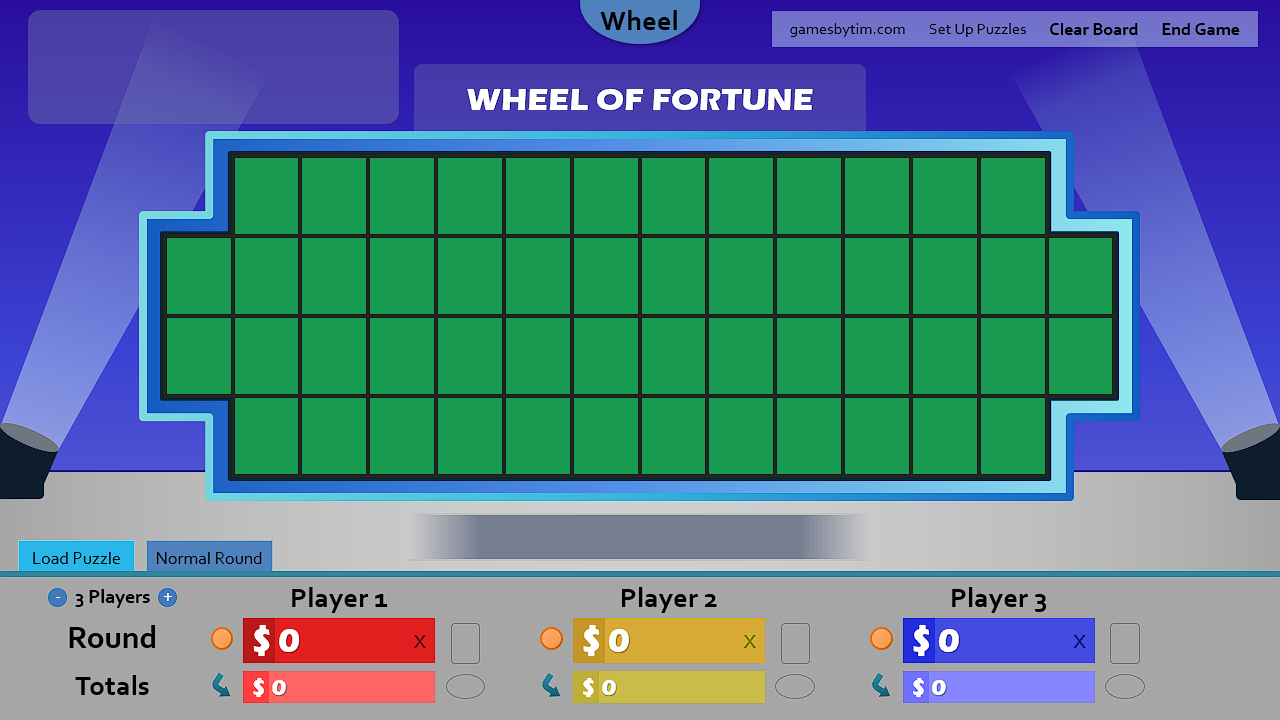 Wheel
gamesbytim.com Set Up Puzzles Clear Board End Game
WHEEL OF FORTUNE
Load Puzzle Normal Round
- 3 Players + Player 1 Player 2 Player 3
Round $ 0 x $ 0 x $ 0 x
Totals $ 0 $ 0 $ 0